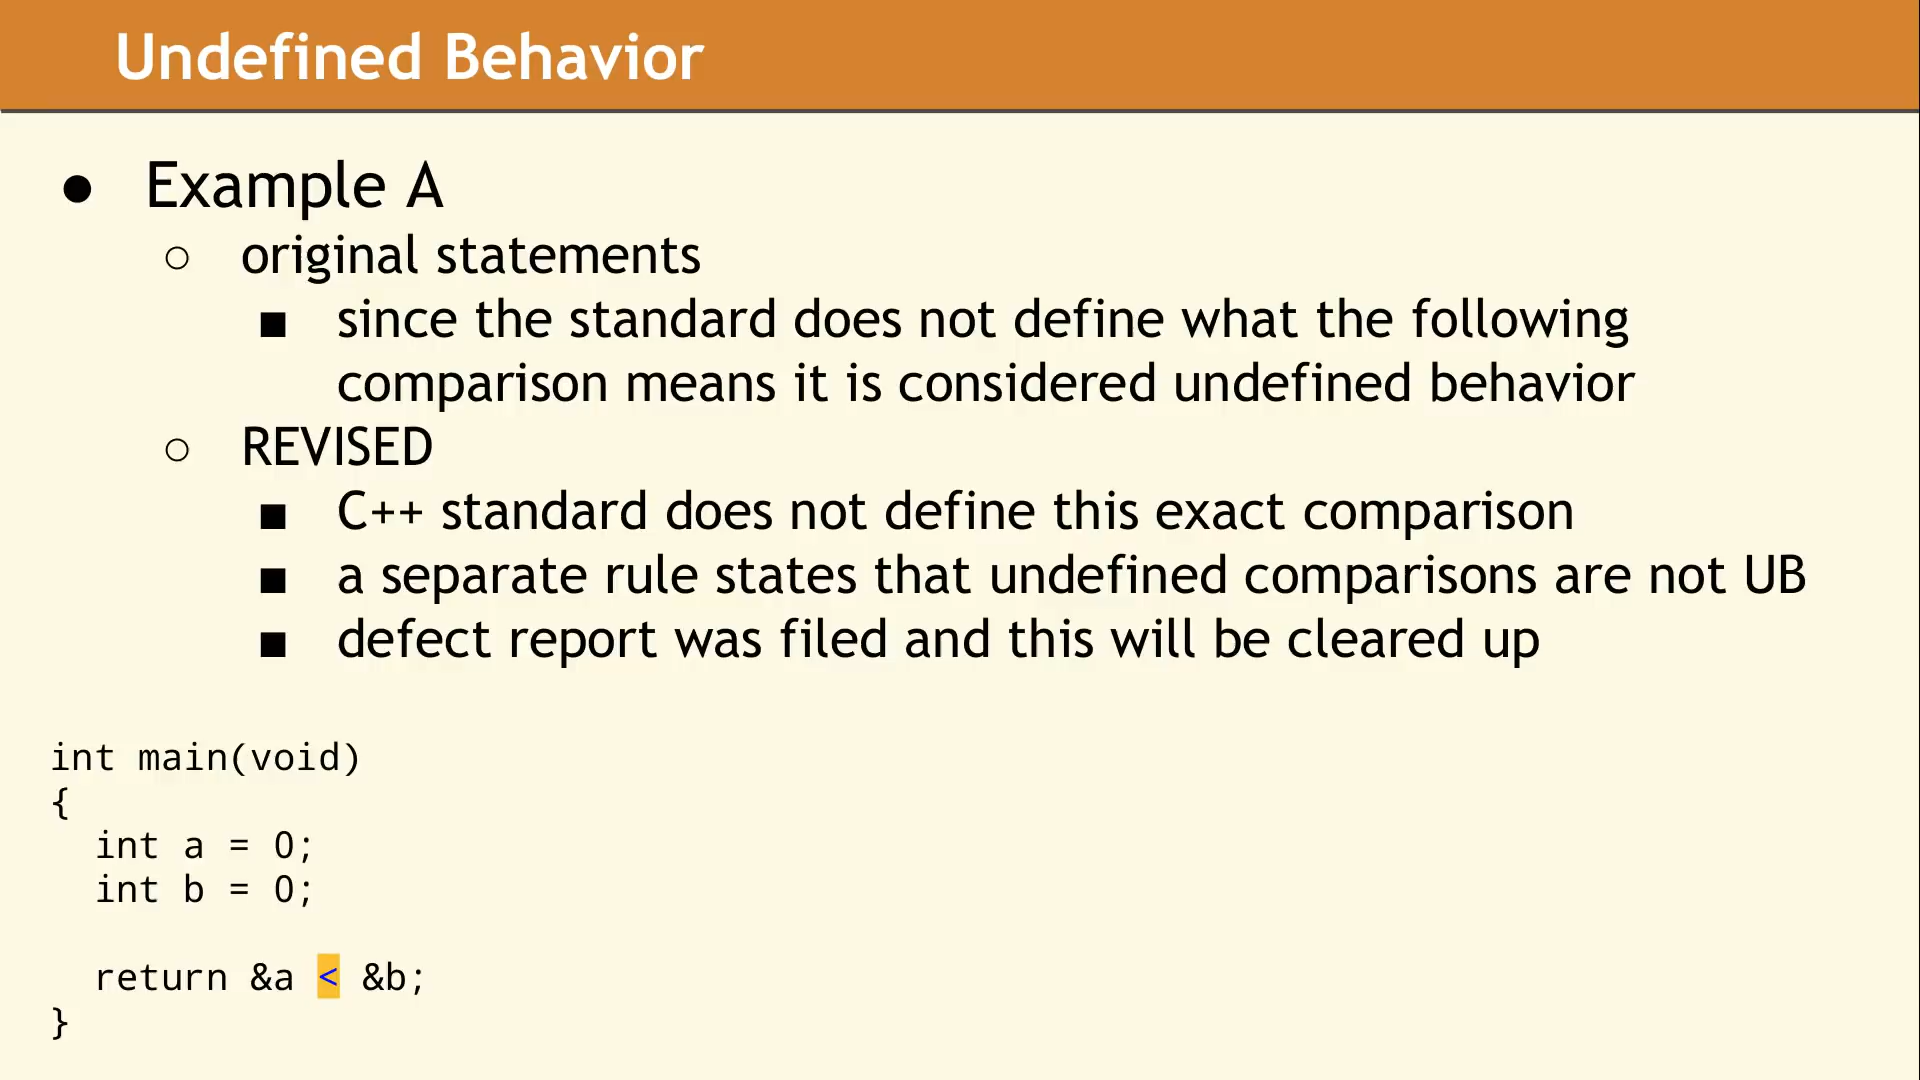 Undefined Behavior
● Example A
○ original statements
■ since the standard does not define what the following
comparison means it is considered undefined behavior
○ REVISED
■ C++ standard does not define this exact comparison
■ a separate rule states that undefined comparisons are not UB
■ defect report was filed and this will be cleared up
int main(void)
{
  int a = 0;
  int b = 0;
  return &a < &b;
}